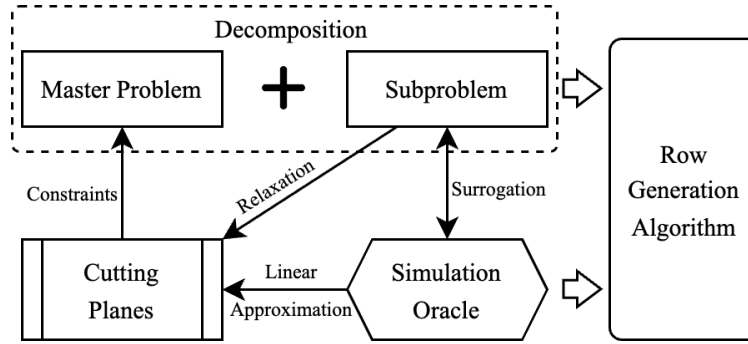 Decomposition
Master Problem
Subproblem
Constraints
Relaxation
Surrogation
Row
Generation
Algorithm
Cutting
Planes
Linear
Approximation
Simulation
Oracle